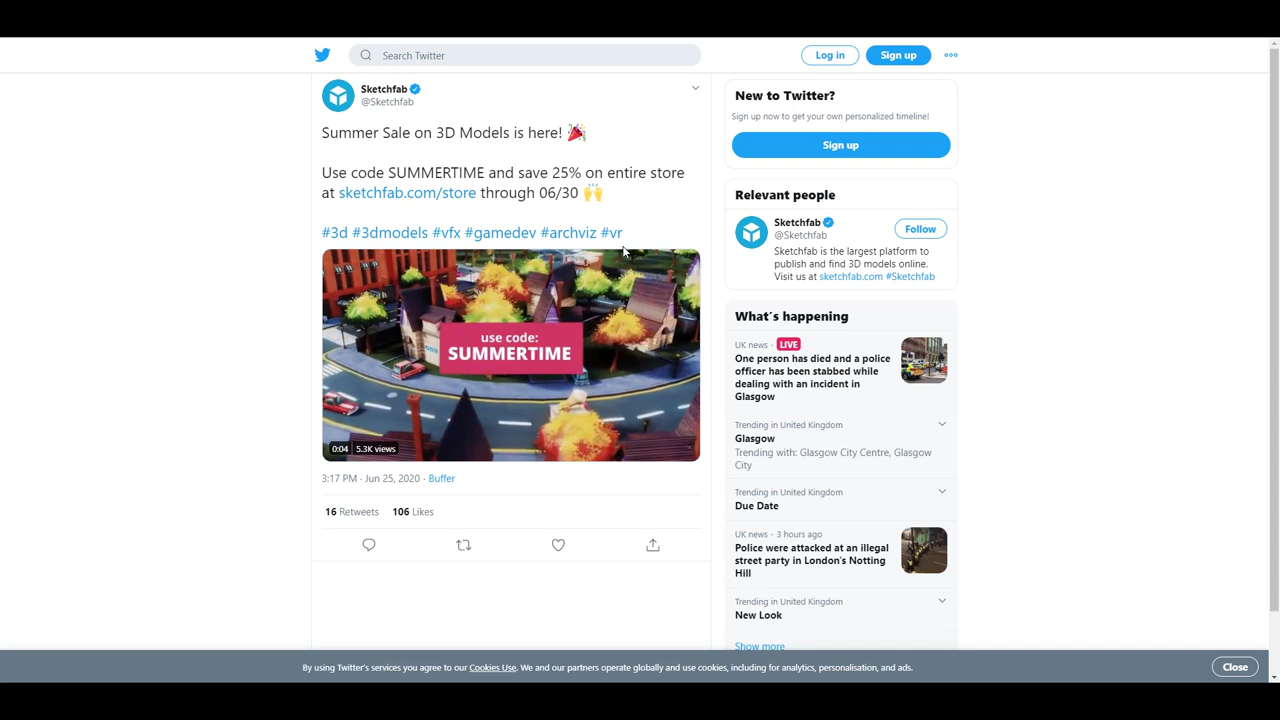 Search Twitter
Log in
Sign up
Sketchfab
@Sketchfab
Summer Sale on 3D Models is here! 🎉
Use code SUMMERTIME and save 25% on entire store
at sketchfab.com/store through 06/30 🙌
#3d #3dmodels #vfx #gamedev #archviz #vr
use code:
SUMMERTIME
0:04 5.3K views
3:17 PM · Jun 25, 2020 · Buffer
16 Retweets 106 Likes
New to Twitter?
Sign up now to get your own personalized timeline!
Sign up
Relevant people
Sketchfab
@Sketchfab
Follow
Sketchfab is the largest platform to
publish and find 3D models online.
Visit us at sketchfab.com #Sketchfab
What's happening
UK news · LIVE
One person has died and a police
officer has been stabbed while
dealing with an incident in
Glasgow
Trending in United Kingdom
Glasgow
Trending with: Glasgow City Centre, Glasgow
City
Trending in United Kingdom
Due Date
UK news · 3 hours ago
Police were attacked at an illegal
street party in London's Notting
Hill
Trending in United Kingdom
New Look
Show more
By using Twitter's services you agree to our Cookies Use. We and our partners operate globally and use cookies, including for analytics, personalisation, and ads.
Close